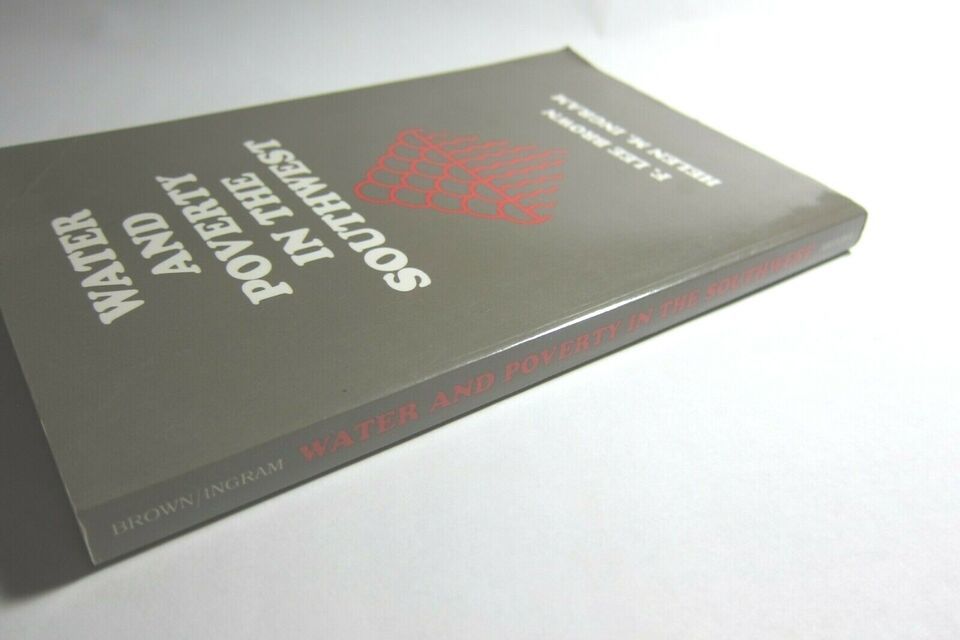 WATER
AND
POVERTY
IN THE
SOUTHWEST
F. LEE BROWN
HELEN M. INGRAM
BROWN/INGRAM WATER AND POVERTY IN THE SOUTHWEST